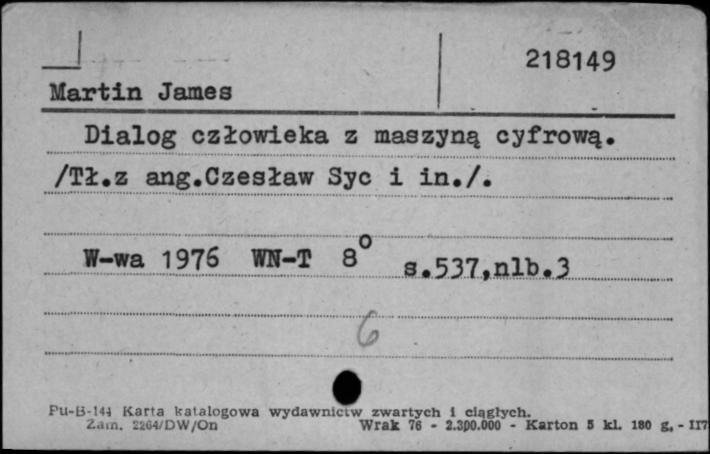 218149
Martin James
Dialog człowieka z maszyną cyfrową.
/Tł.z ang.Czesław Syc i in./.
W-wa 1976 WN-T 8° s.537,nlb.3
6
Pu-B-144 Karta katalogowa wydawnictw zwartych i ciągłych.
Zam. 2264/DW/On Wrak 76 - 2.300.000 - Karton 5 kl. 180 g. - 117